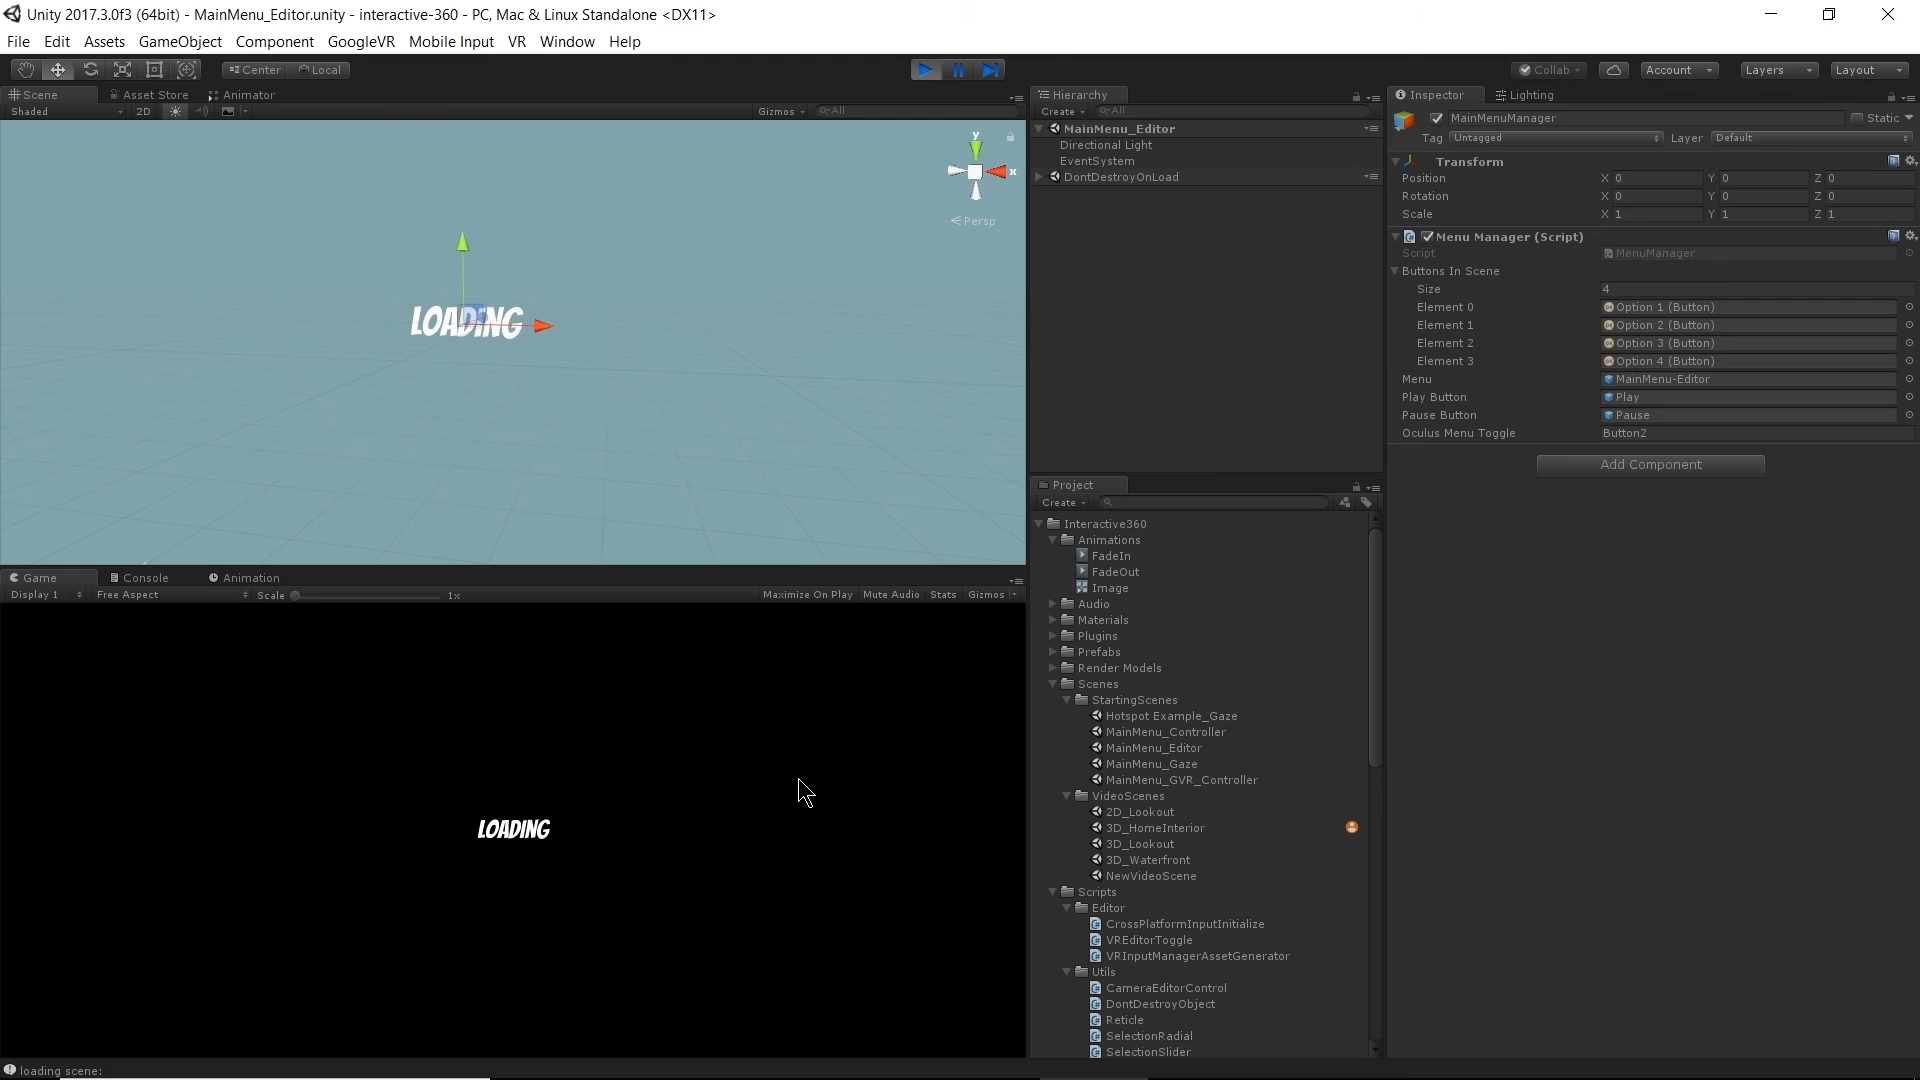 Unity 2017.3.0f3 (64bit) - MainMenu_Editor.unity - interactive-360 - PC, Mac & Linux Standalone <DX11>
File Edit Assets GameObject Component GoogleVR Mobile Input VR Window Help
Center Local Collab Account Layers Layout
Scene Asset Store Animator
Shaded 2D Gizmos All
y
x
Persp
LOADING
Game Console Animation
Display 1 Free Aspect Scale 1x Maximize On Play Mute Audio Stats Gizmos
LOADING
loading scene:
Hierarchy
Create All
MainMenu_Editor
Directional Light
EventSystem
DontDestroyOnLoad
Project
Create
Interactive360
Animations
FadeIn
FadeOut
Image
Audio
Materials
Plugins
Prefabs
Render Models
Scenes
StartingScenes
Hotspot Example_Gaze
MainMenu_Controller
MainMenu_Editor
MainMenu_Gaze
MainMenu_GVR_Controller
VideoScenes
2D_Lookout
3D_HomeInterior
3D_Lookout
3D_Waterfront
NewVideoScene
Scripts
Editor
CrossPlatformInputInitialize
VREditorToggle
VRInputManagerAssetGenerator
Utils
CameraEditorControl
DontDestroyObject
Reticle
SelectionRadial
SelectionSlider
Inspector Lighting
MainMenuManager Static
Tag Untagged Layer Default
Transform
Position X 0 Y 0 Z 0
Rotation X 0 Y 0 Z 0
Scale X 1 Y 1 Z 1
Menu Manager (Script)
Script MenuManager
Buttons In Scene
Size 4
Element 0 Option 1 (Button)
Element 1 Option 2 (Button)
Element 2 Option 3 (Button)
Element 3 Option 4 (Button)
Menu MainMenu-Editor
Play Button Play
Pause Button Pause
Oculus Menu Toggle Button2
Add Component